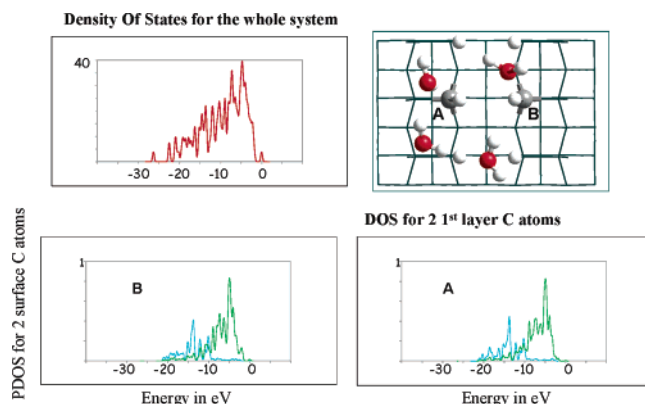 Density Of States for the whole system
40
-30 -20 -10 0
A B
DOS for 2 1st layer C atoms
PDOS for 2 surface C atoms
1
B
-30 -20 -10 0
Energy in eV
1
A
-30 -20 -10 0
Energy in eV